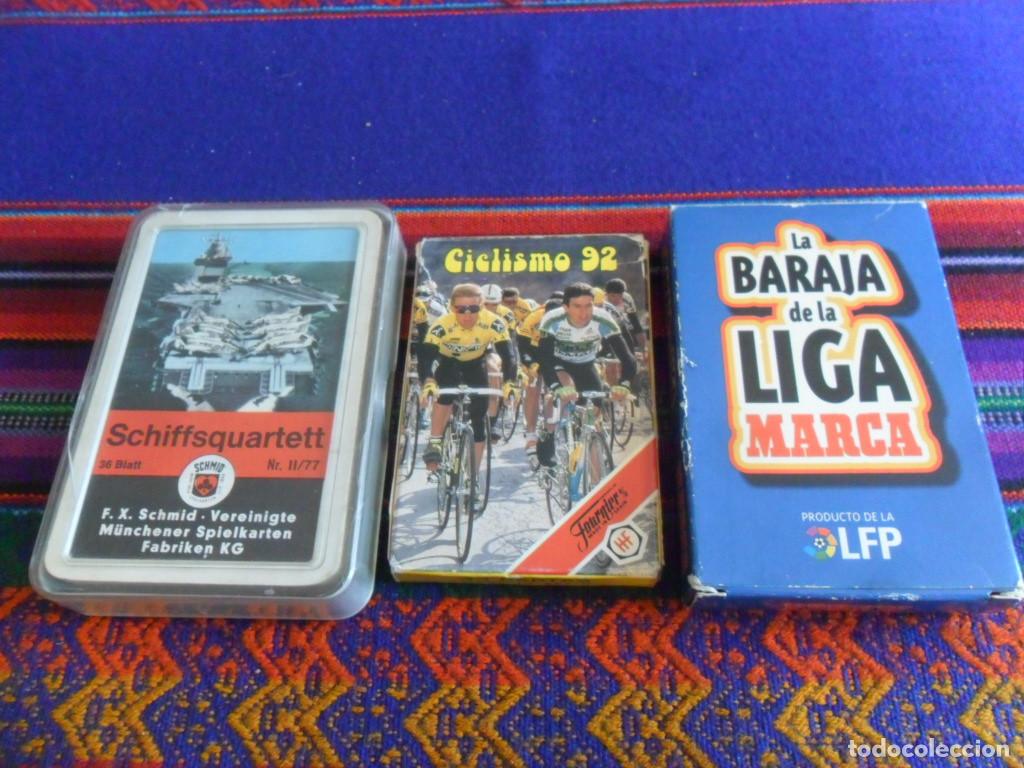 Schiffsquartett
36 Blatt
Nr. 11/77
SCHMID
F. X. Schmid - Vereinigte
Münchener Spielkarten
Fabriken KG
Ciclismo 92
Fournier
HF
La
BARAJA
de la
LIGA
MARCA
PRODUCTO DE LA
LFP
todocoleccion